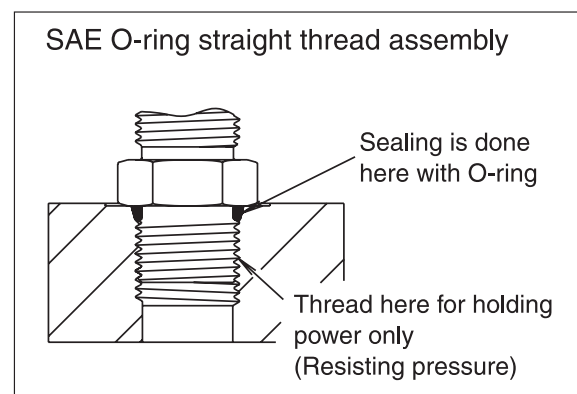 SAE O-ring straight thread assembly
Sealing is done
here with O-ring
Thread here for holding
power only
(Resisting pressure)